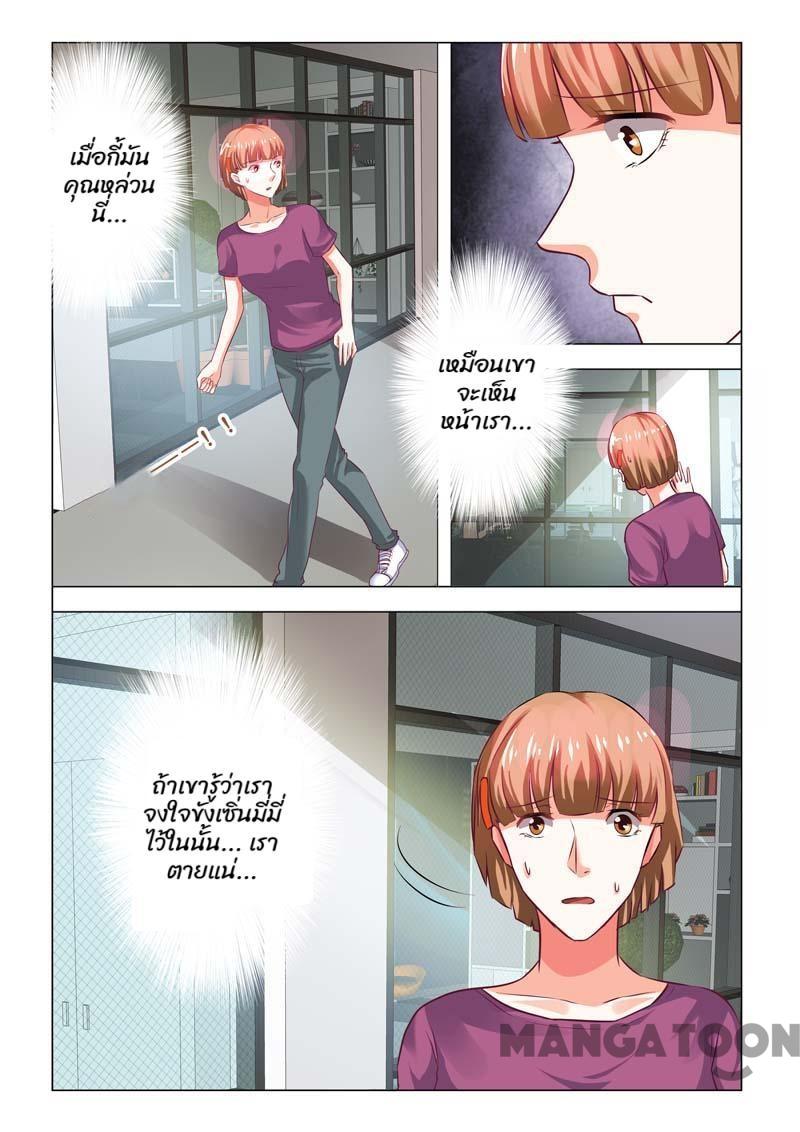 เมื่อกี้มัน
คุณหล่วน
นี่...
--------!!
เหมือนเขา
จะเห็น
หน้าเรา...
ถ้าเขารู้ว่าเรา
จงใจขังเซิ่นมี่มี่
ไว้ในนั้น... เรา
ตายแน่...
MANGATOON